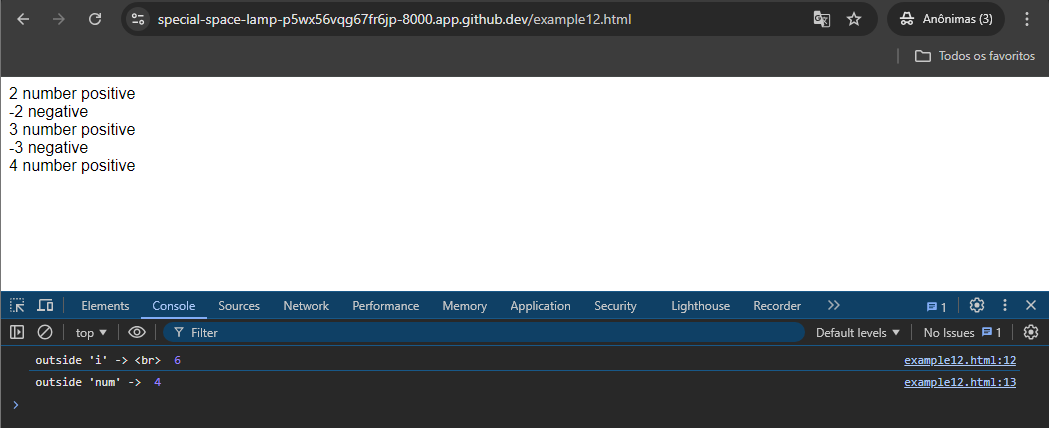 special-space-lamp-p5wx56vqg67fr6jp-8000.app.github.dev/example12.html
Anônimas (3)
Todos os favoritos
2 number positive
-2 negative
3 number positive
-3 negative
4 number positive
Elements Console Sources Network Performance Memory Application Security Lighthouse Recorder 1
top Filter Default levels No Issues 1
outside 'i' -> <br> 6 example12.html:12
outside 'num' -> 4 example12.html:13